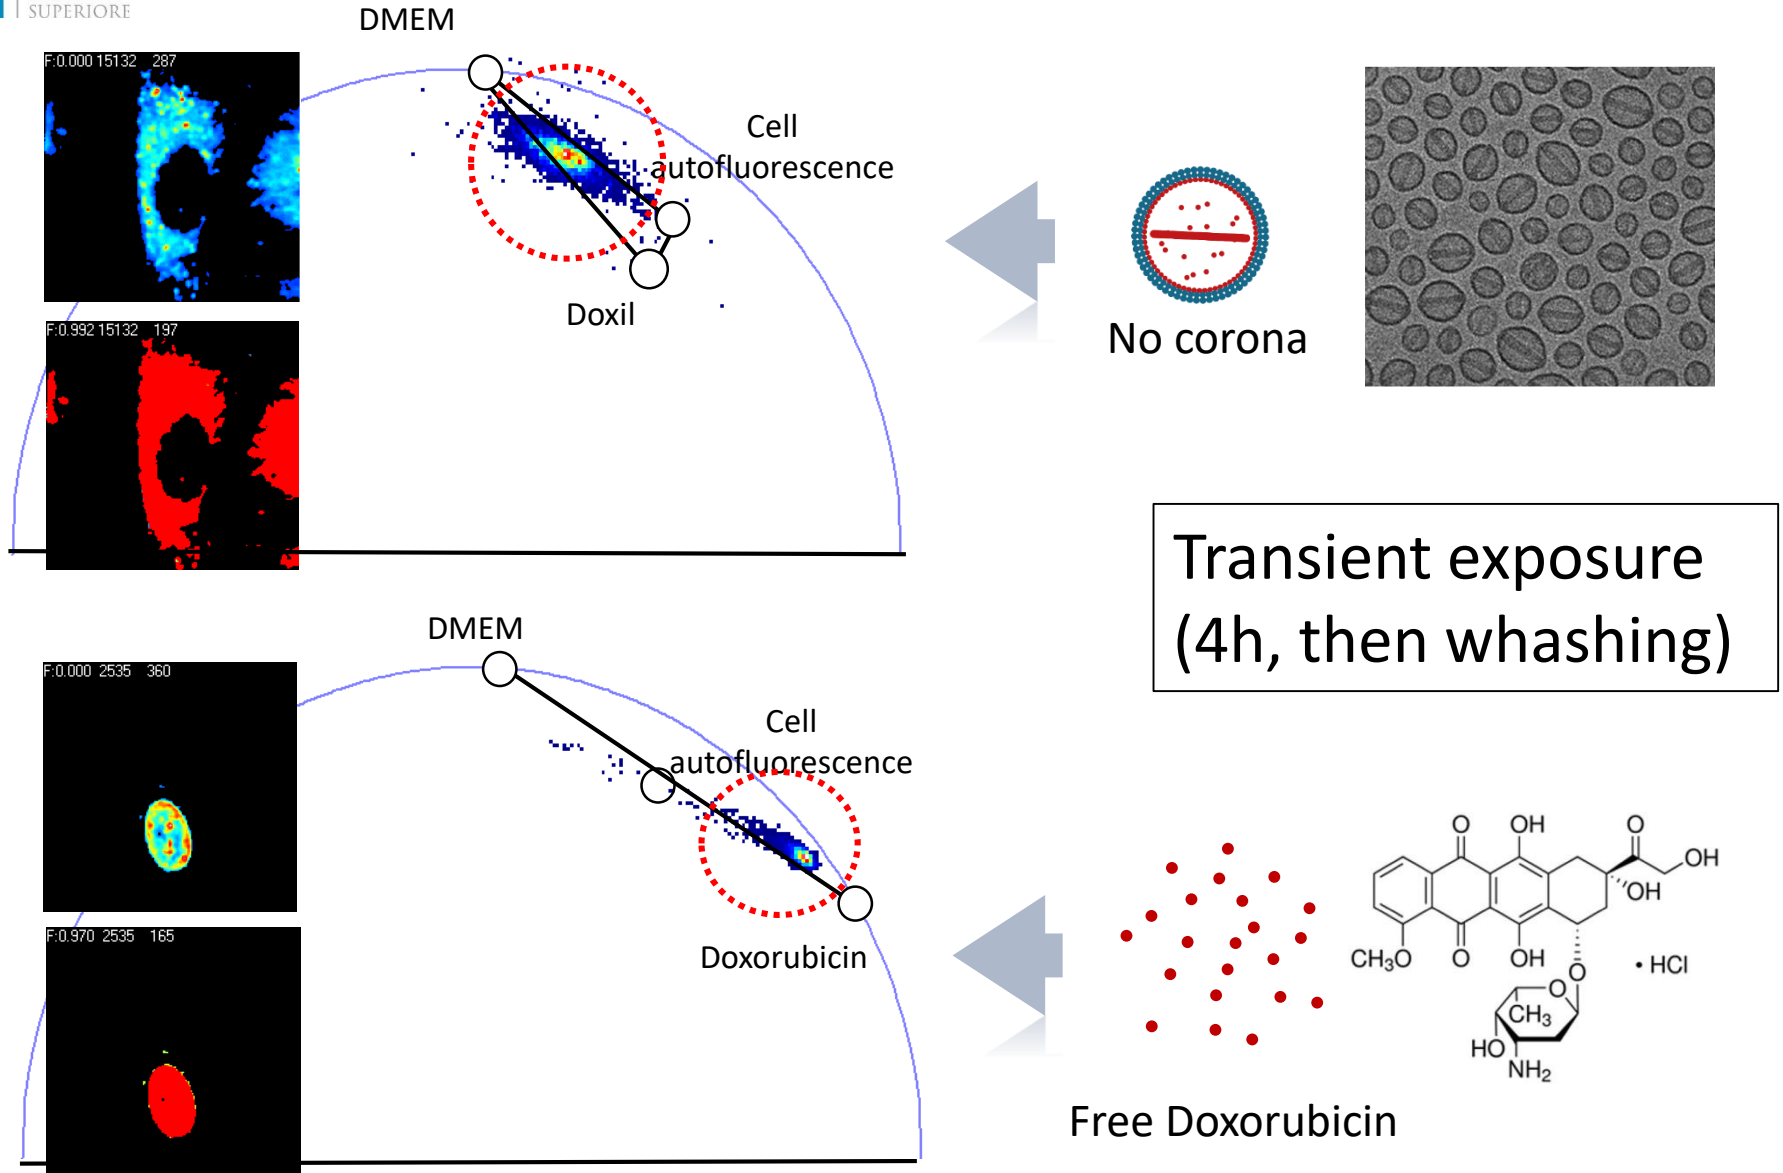 SUPERIORE
DMEM
F:0.000 15132 287
Cell
autofluorescence
Doxil
F:0.992 15132 197
No corona
Transient exposure
(4h, then whashing)
DMEM
F:0.000 2535 360
Cell
autofluorescence
Doxorubicin
F:0.970 2535 165
O
OH
O
OH
OH
CH3O
O
OH
O
• HCl
O
CH3
HO
NH2
Free Doxorubicin